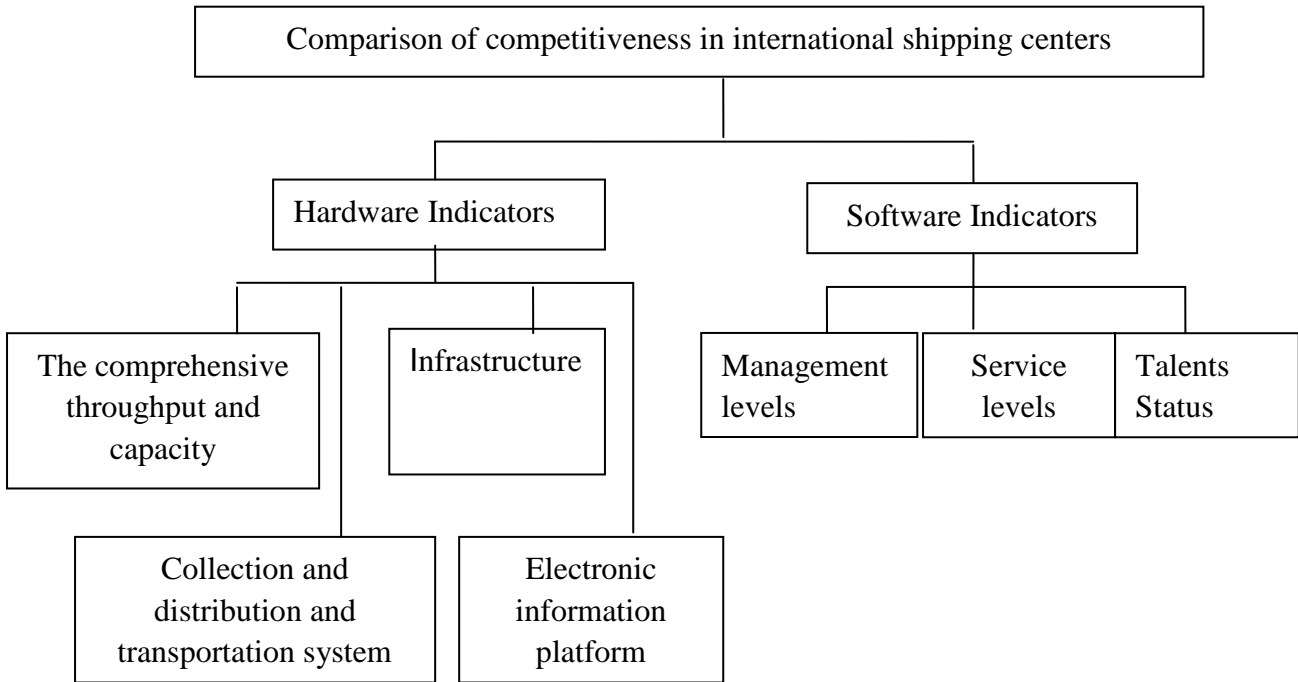 Comparison of competitiveness in international shipping centers
Hardware Indicators
Software Indicators
The comprehensive
throughput and
capacity
Infrastructure
Management
levels
Service
levels
Talents
Status
Collection and
distribution and
transportation system
Electronic
information
platform